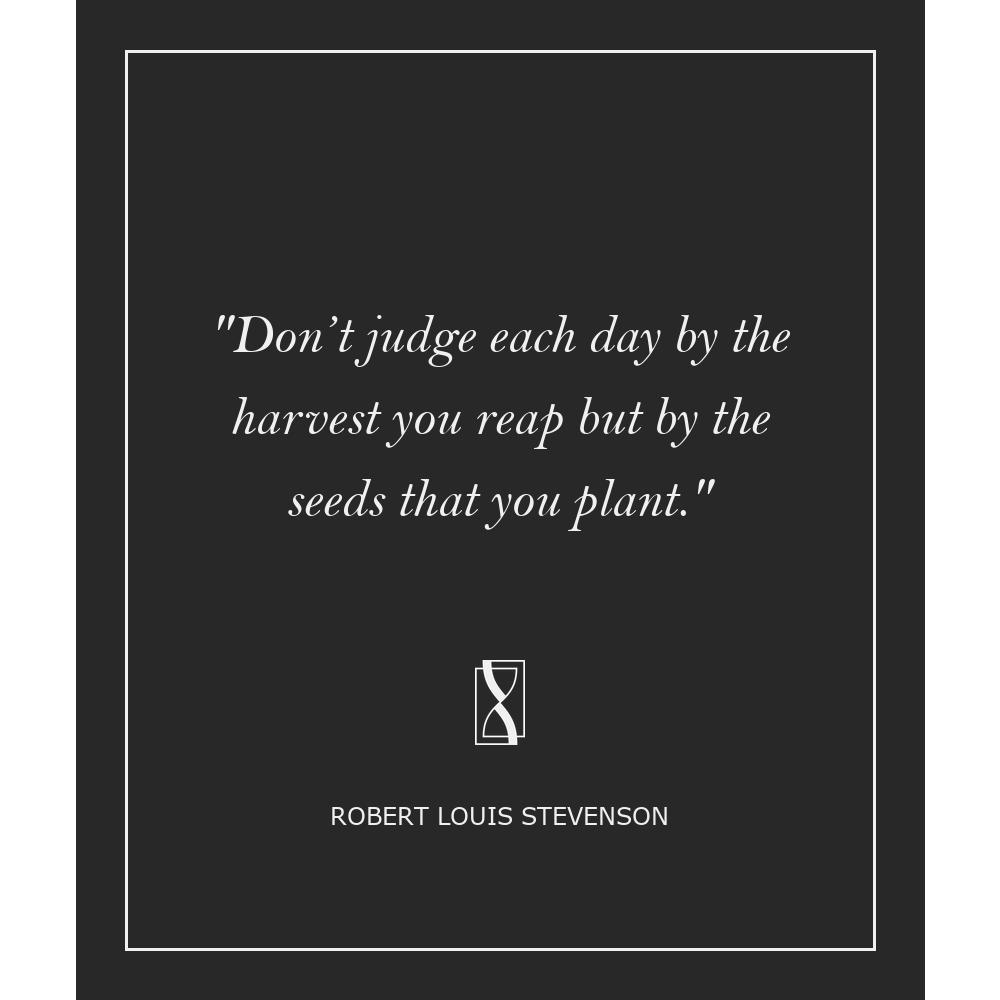 "Don’t judge each day by the
harvest you reap but by the
seeds that you plant."
ROBERT LOUIS STEVENSON